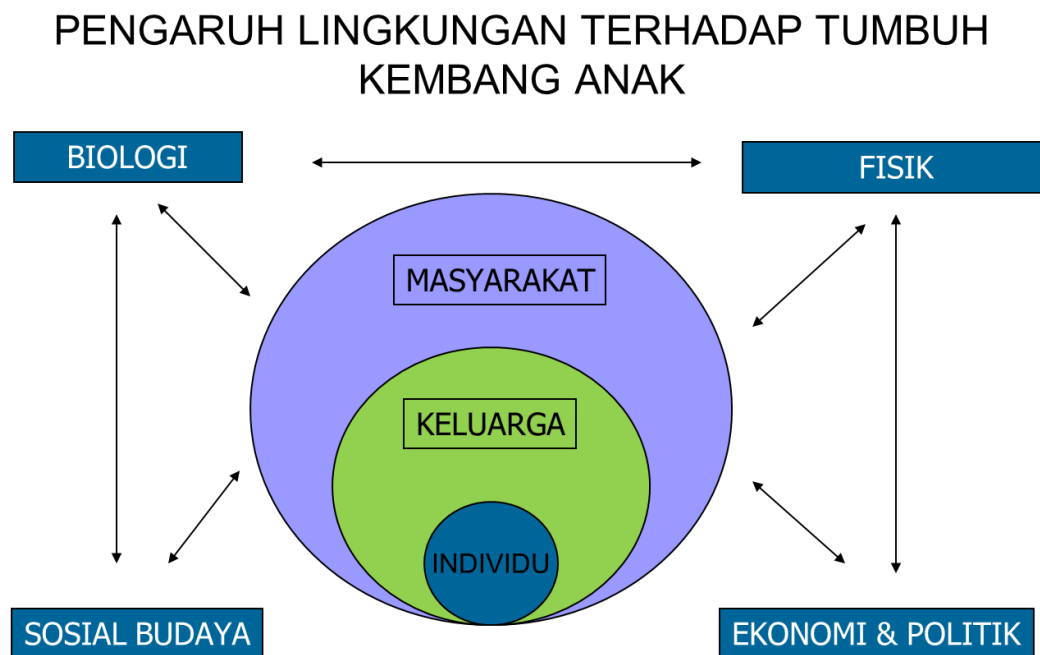 PENGARUH LINGKUNGAN TERHADAP TUMBUH
KEMBANG ANAK
BIOLOGI
FISIK
MASYARAKAT
KELUARGA
INDIVIDU
SOSIAL BUDAYA
EKONOMI & POLITIK